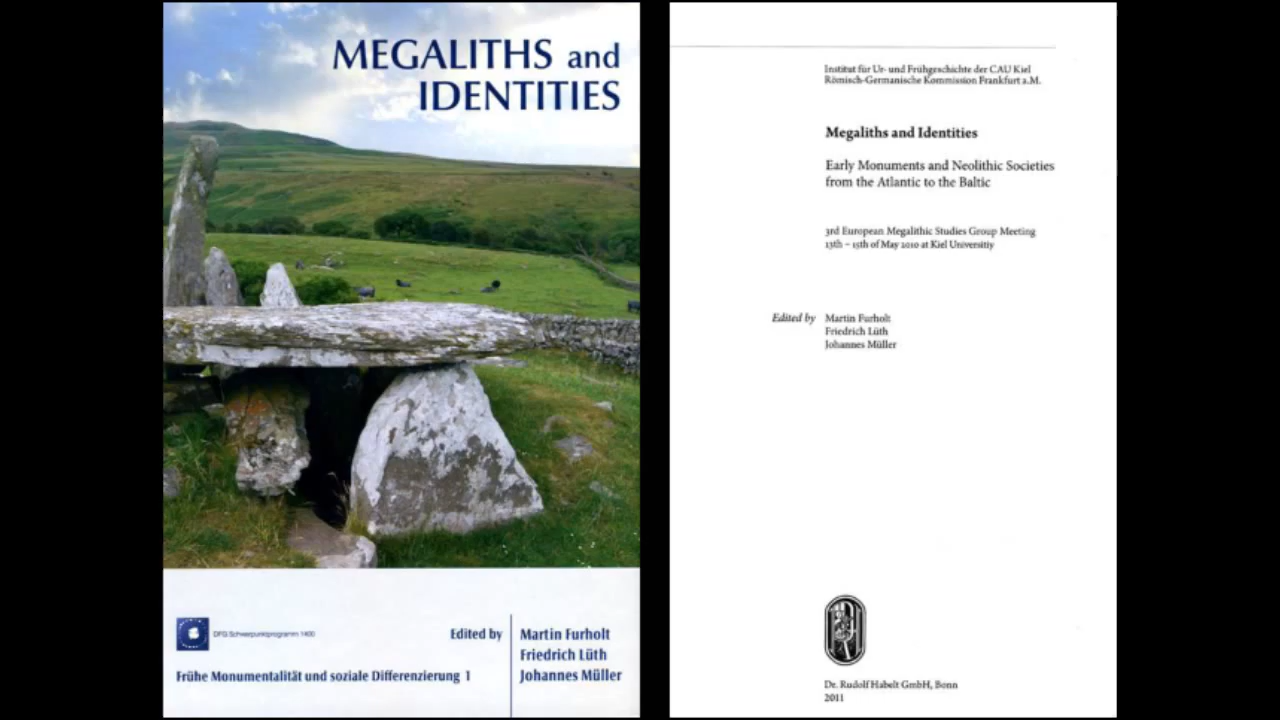 MEGALITHS and
IDENTITIES
DFG Schwerpunktprogramm 1400
Frühe Monumentalität und soziale Differenzierung 1
Edited by
Martin Furholt
Friedrich Lüth
Johannes Müller
Institut für Ur- und Frühgeschichte der CAU Kiel
Römisch-Germanische Kommission Frankfurt a.M.
Megaliths and Identities
Early Monuments and Neolithic Societies
from the Atlantic to the Baltic
3rd European Megalithic Studies Group Meeting
13th – 15th of May 2010 at Kiel Universitiy
Edited by Martin Furholt
Friedrich Lüth
Johannes Müller
Dr. Rudolf Habelt GmbH, Bonn
2011